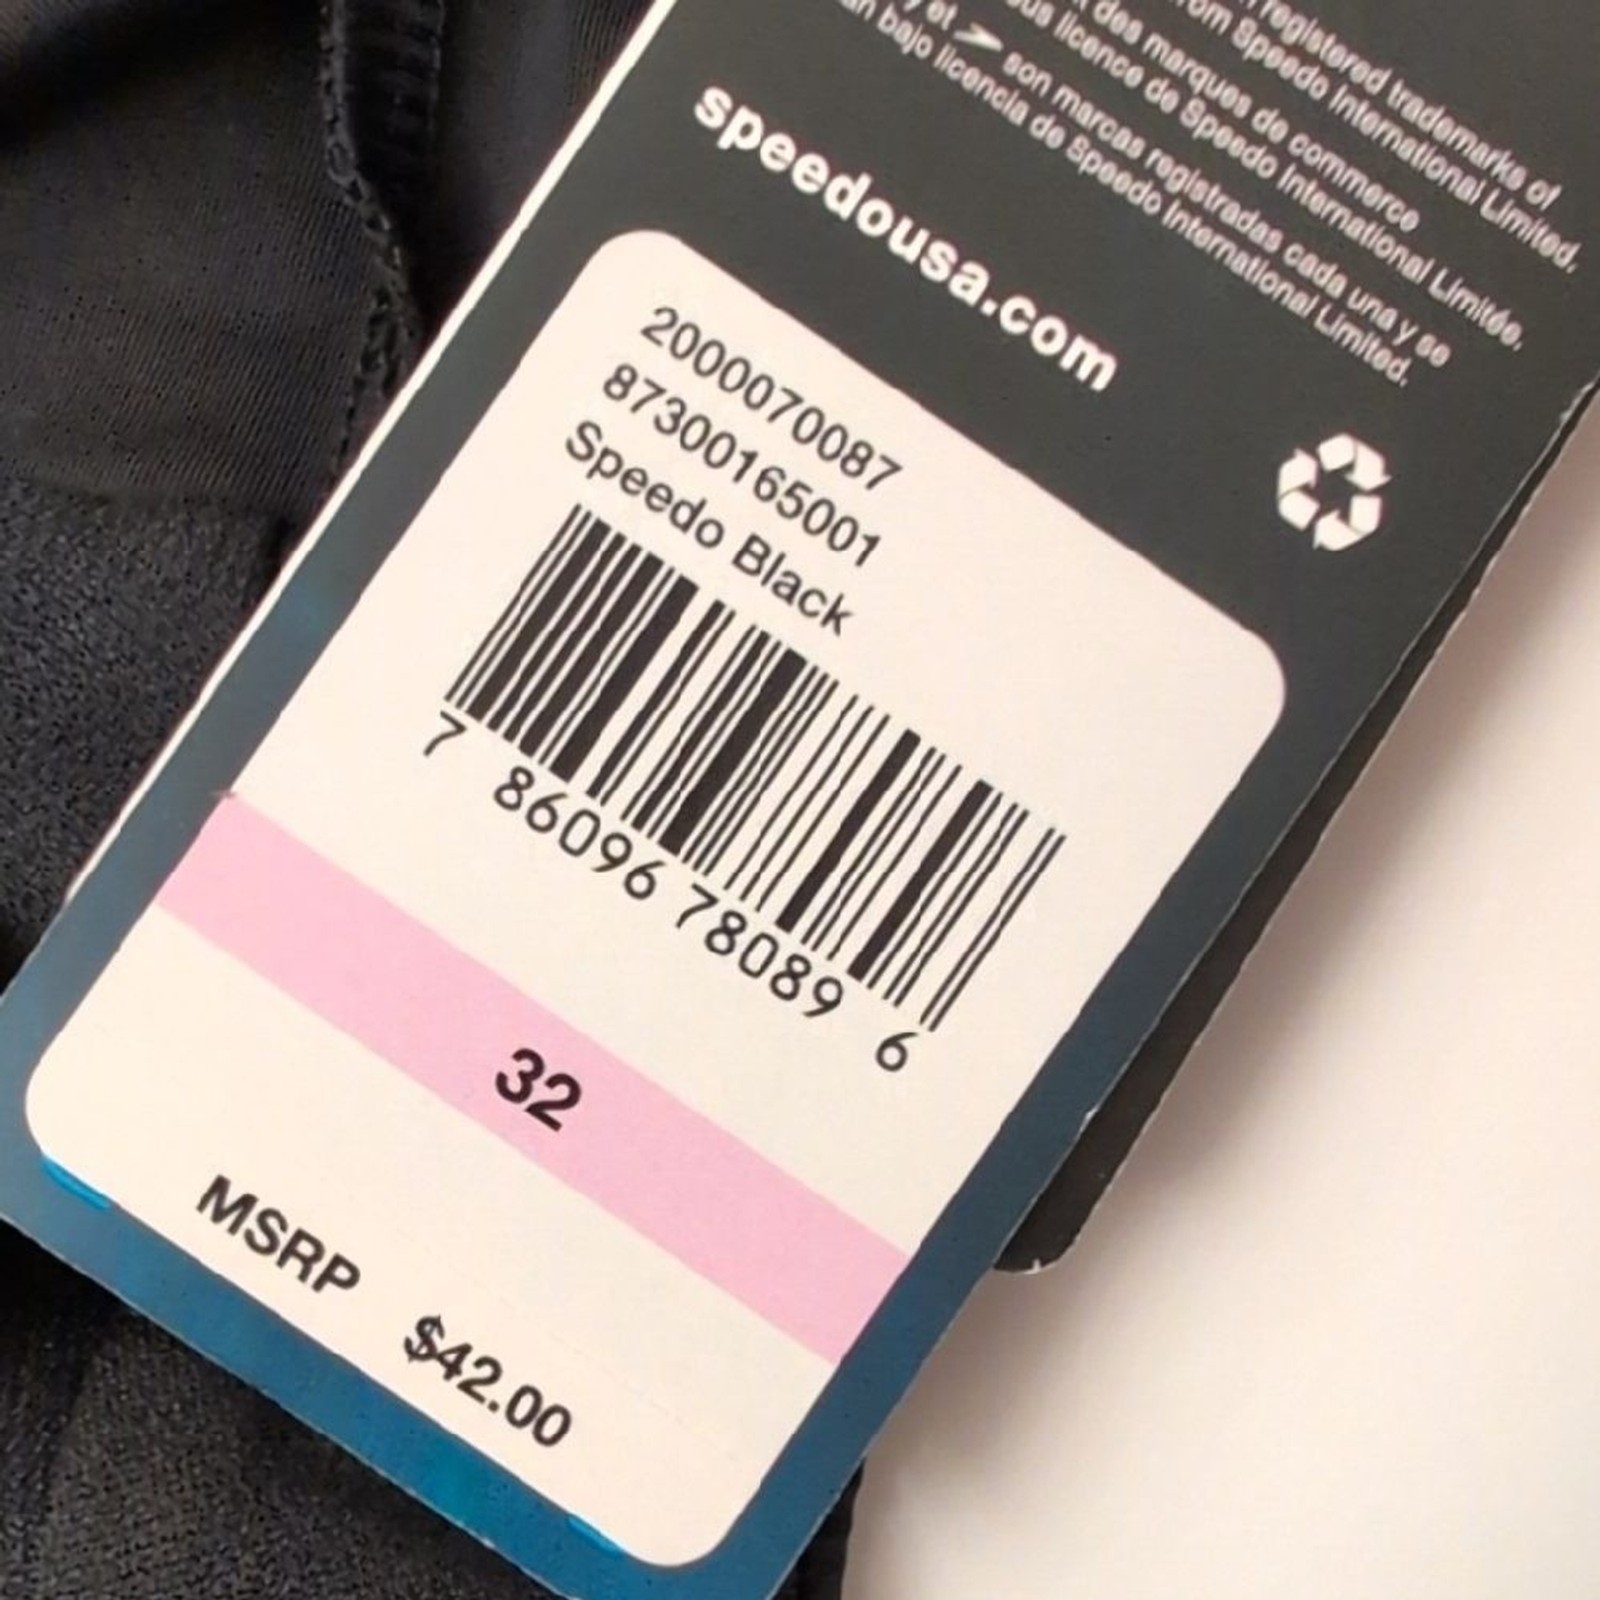 registered trademarks of
from Speedo International Limited.
des marques de commerce
licence de Speedo International Limitée.
y et son marcas registradas cada una y se
bajo licencia de Speedo International Limited.
speedousa.com
2000070087
87300165001
Speedo Black
7 86096 78089 6
32
MSRP $42.00